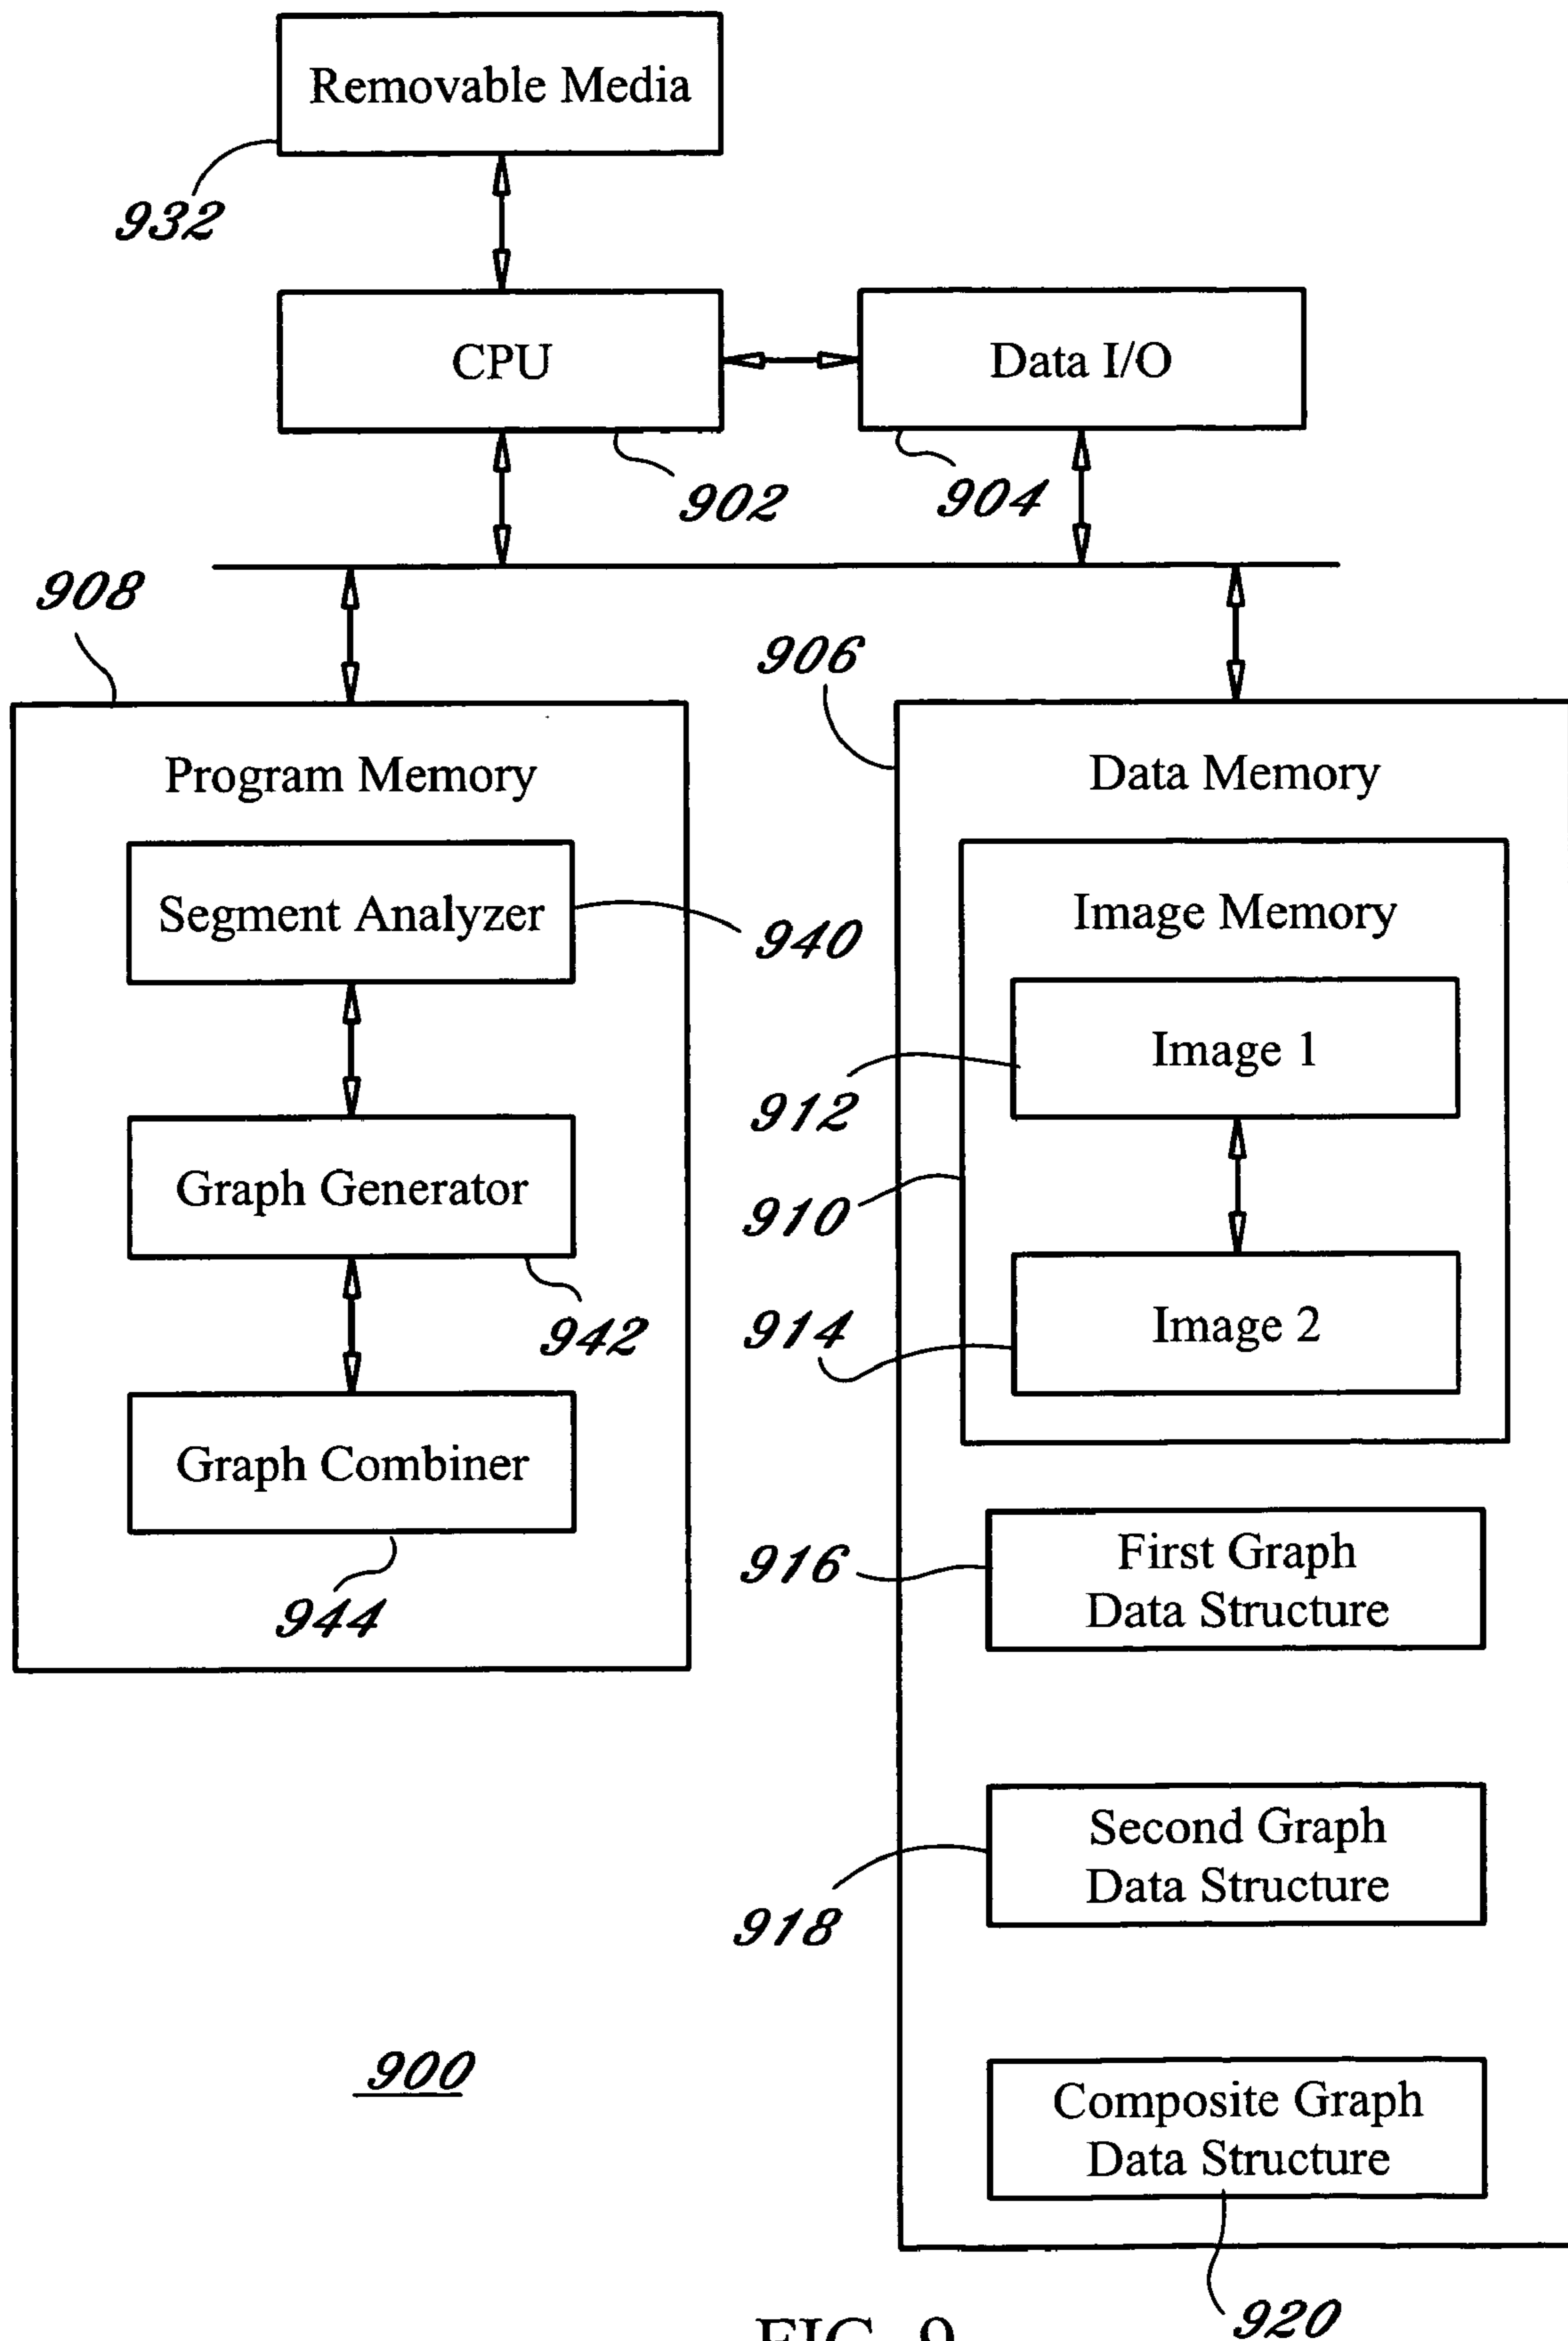 Removable Media
932
CPU
Data I/O
902
904
908
906
Program Memory
Data Memory
Segment Analyzer
940
Image Memory
Image 1
912
Graph Generator
910
942
Image 2
914
Graph Combiner
944
First Graph
Data Structure
916
Second Graph
Data Structure
918
900
Composite Graph
Data Structure
920
FIG. 9